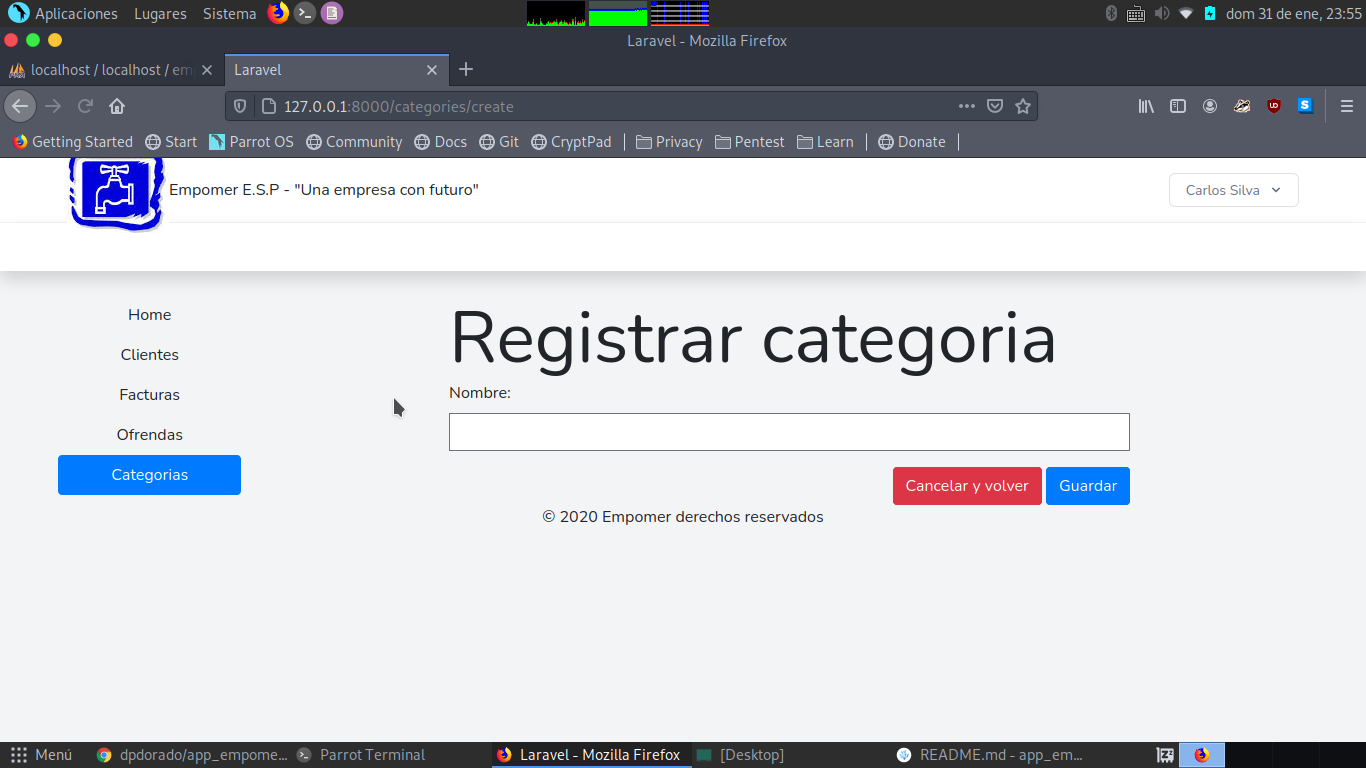 Aplicaciones Lugares Sistema dom 31 de ene, 23:55
Laravel - Mozilla Firefox
localhost / localhost / em Laravel
127.0.0.1:8000/categories/create
Getting Started Start Parrot OS Community Docs Git CryptPad Privacy Pentest Learn Donate
Empomer E.S.P - "Una empresa con futuro" Carlos Silva
Home
Clientes
Facturas
Ofrendas
Categorias
Registrar categoria
Nombre:
Cancelar y volver Guardar
© 2020 Empomer derechos reservados
Menú dpdorado/app_empome... Parrot Terminal Laravel - Mozilla Firefox [Desktop] README.md - app_em...